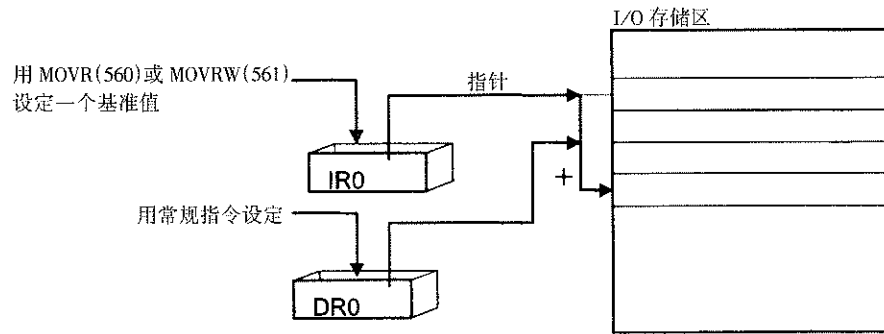 I/O 存储区
用 MOVR(560)或 MOVRW(561)
设定一个基准值
指针
IR0
+
用常规指令设定
DR0